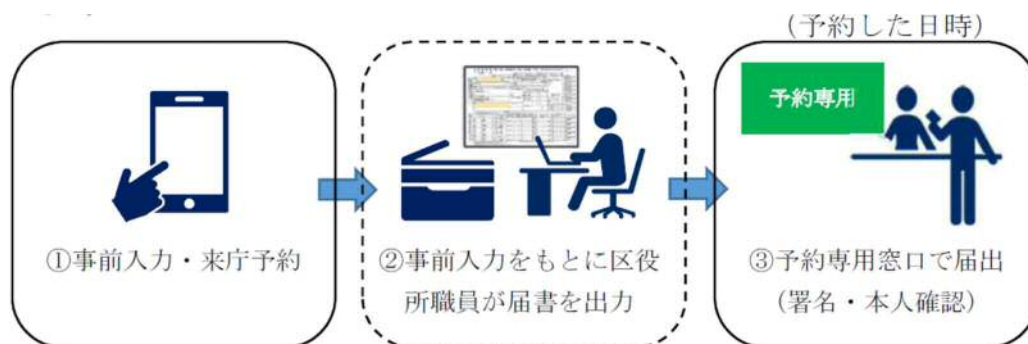 (予約した日時)
予約専用
①事前入力・来庁予約
②事前入力をもとに区役
所職員が届書を出力
③予約専用窓口で届出
(署名・本人確認)